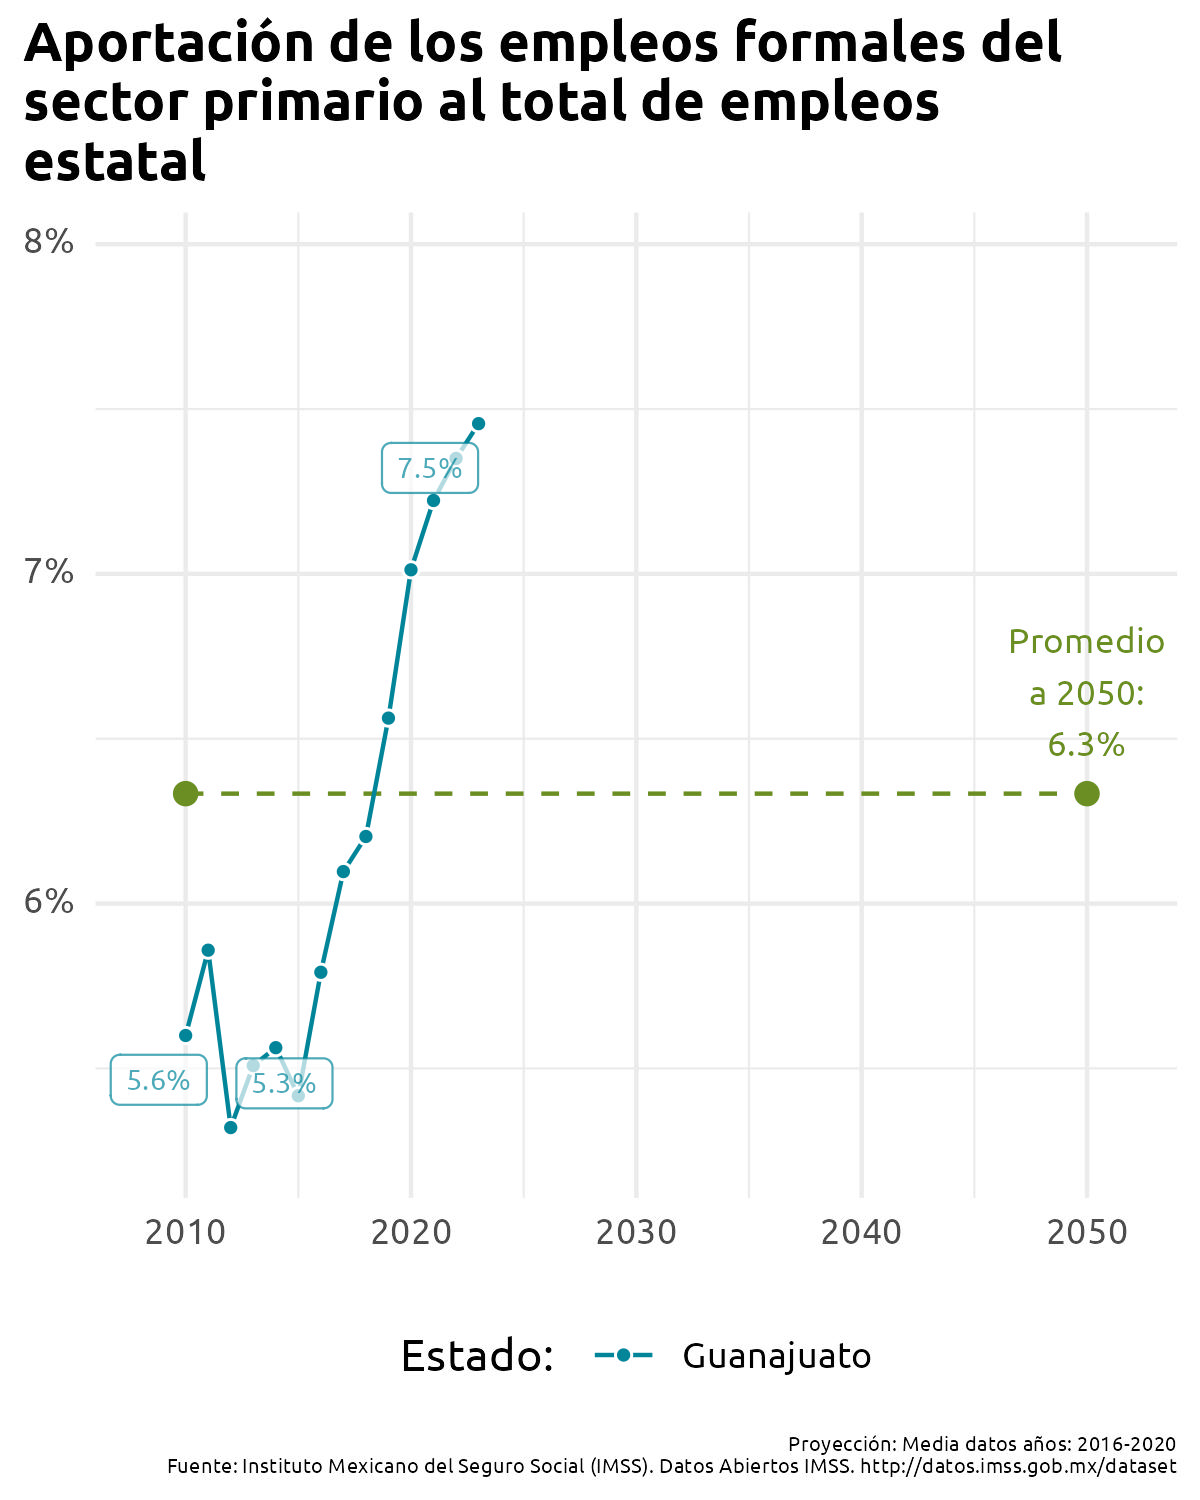 Aportación de los empleos formales del
sector primario al total de empleos
estatal
8%
7%
6%
7.5%
5.6%
5.3%
Promedio
a 2050:
6.3%
2010 2020 2030 2040 2050
Estado: Guanajuato
Proyección: Media datos años: 2016-2020
Fuente: Instituto Mexicano del Seguro Social (IMSS). Datos Abiertos IMSS. http://datos.imss.gob.mx/dataset